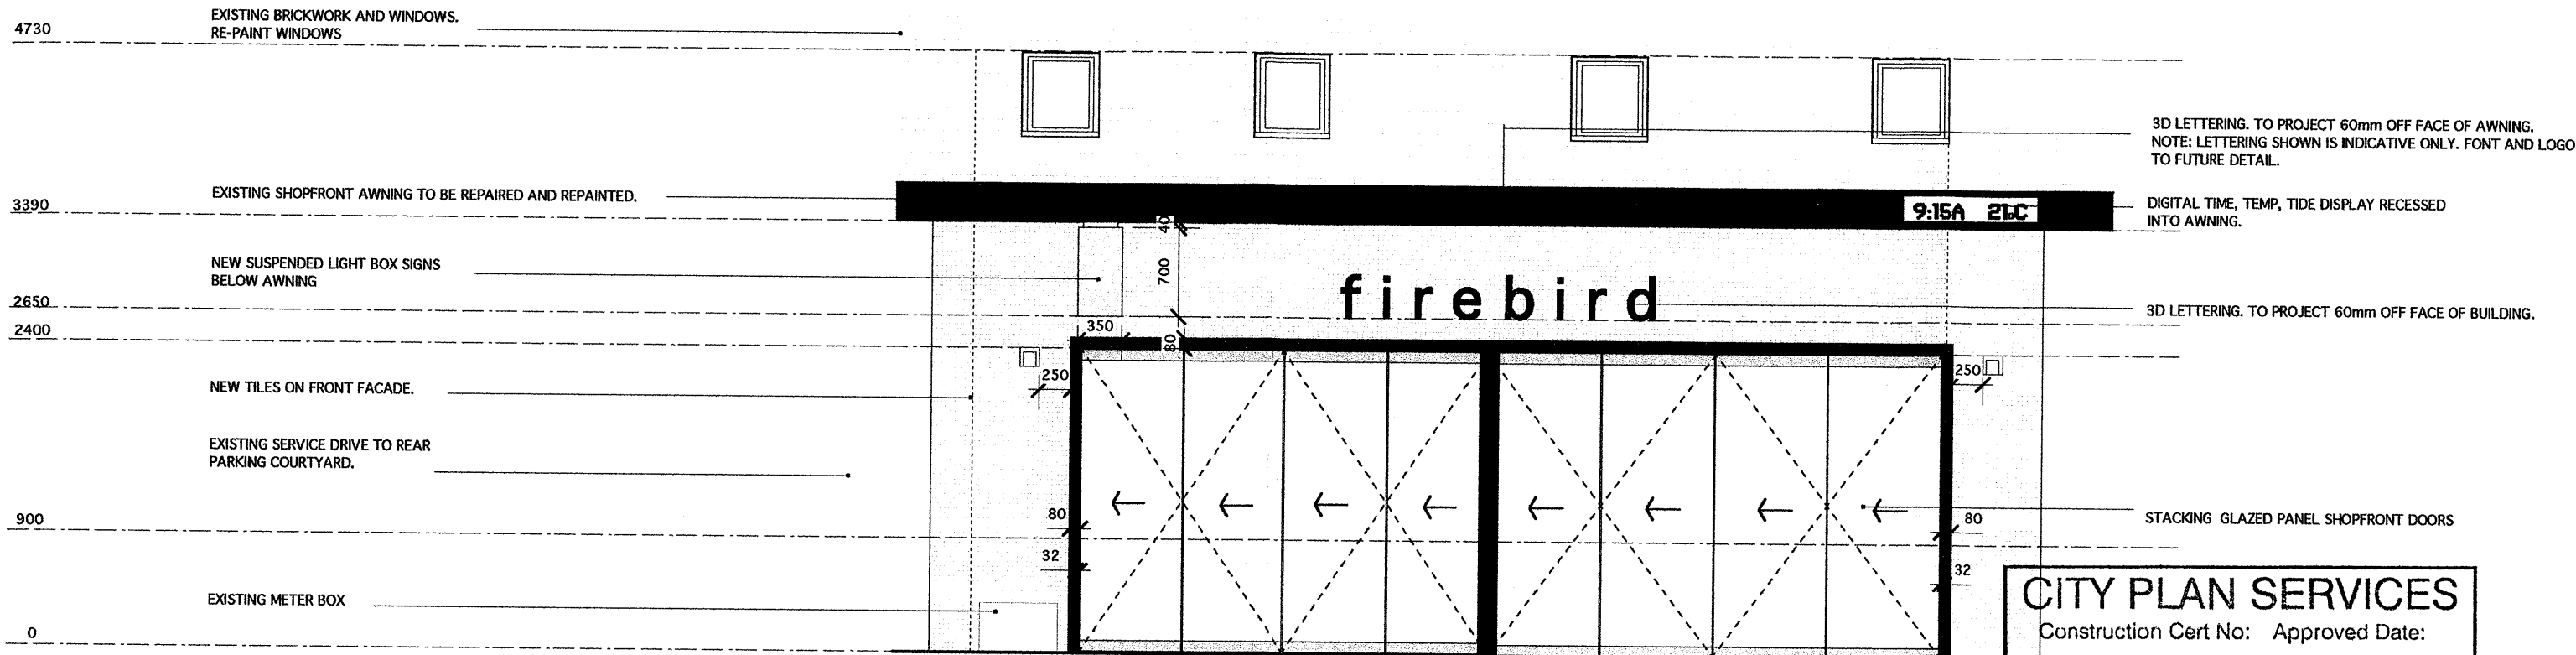 4730
EXISTING BRICKWORK AND WINDOWS.
RE-PAINT WINDOWS
3D LETTERING. TO PROJECT 60mm OFF FACE OF AWNING.
NOTE: LETTERING SHOWN IS INDICATIVE ONLY. FONT AND LOGO
TO FUTURE DETAIL.
3390
EXISTING SHOPFRONT AWNING TO BE REPAIRED AND REPAINTED.
9:15A 21.C
DIGITAL TIME, TEMP, TIDE DISPLAY RECESSED
INTO AWNING.
40
NEW SUSPENDED LIGHT BOX SIGNS
BELOW AWNING
700
firebird
3D LETTERING. TO PROJECT 60mm OFF FACE OF BUILDING.
2650
2400
350
80
250
250
NEW TILES ON FRONT FACADE.
EXISTING SERVICE DRIVE TO REAR
PARKING COURTYARD.
900
80
80
STACKING GLAZED PANEL SHOPFRONT DOORS
32
32
EXISTING METER BOX
0
CITY PLAN SERVICES
Construction Cert No: Approved Date: